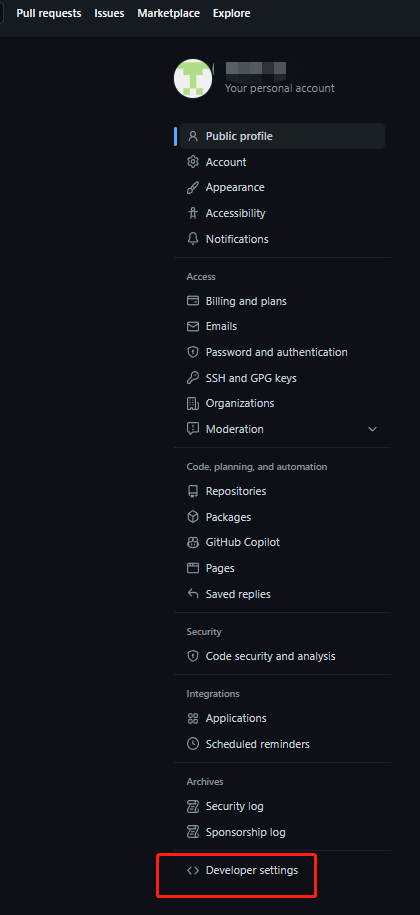 Pull requests Issues Marketplace Explore
Your personal account
Public profile
Account
Appearance
Accessibility
Notifications
Access
Billing and plans
Emails
Password and authentication
SSH and GPG keys
Organizations
Moderation
Code, planning, and automation
Repositories
Packages
GitHub Copilot
Pages
Saved replies
Security
Code security and analysis
Integrations
Applications
Scheduled reminders
Archives
Security log
Sponsorship log
Developer settings